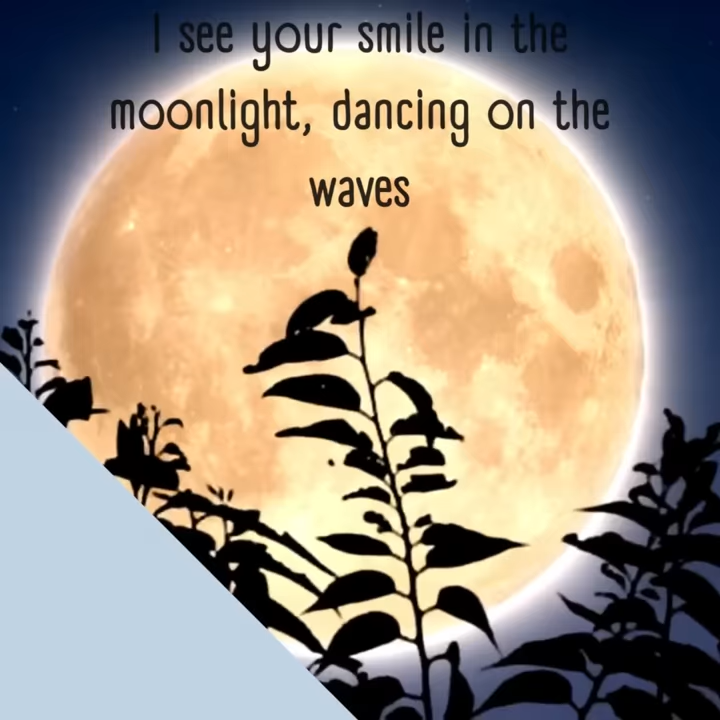 I see your smile in the
moonlight, dancing on the
waves